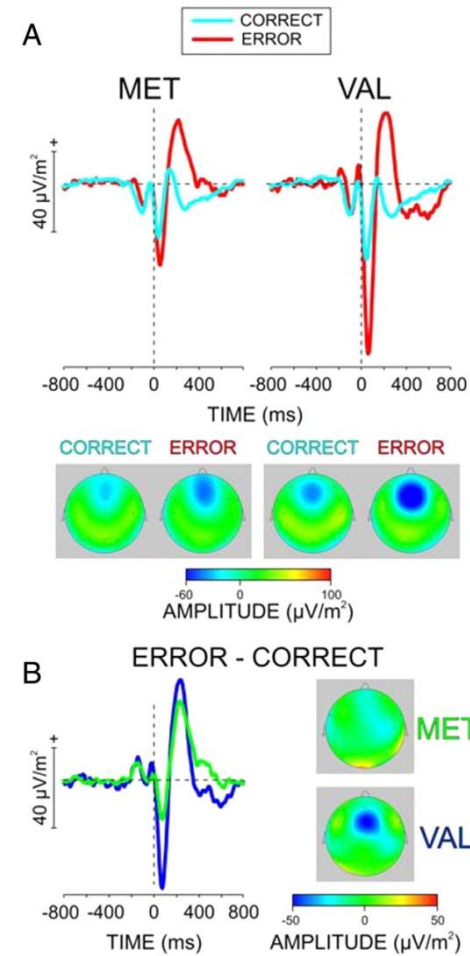 A
CORRECT
ERROR
MET VAL
40 µV/m² +
-800 -400 0 400 -800 -400 0 400 800
TIME (ms)
CORRECT ERROR CORRECT ERROR
-60 0 100
AMPLITUDE (µV/m²)
B ERROR - CORRECT
40 µV/m² +
MET
VAL
-800 -400 0 400 800
-50 0 50
TIME (ms) AMPLITUDE (µV/m²)